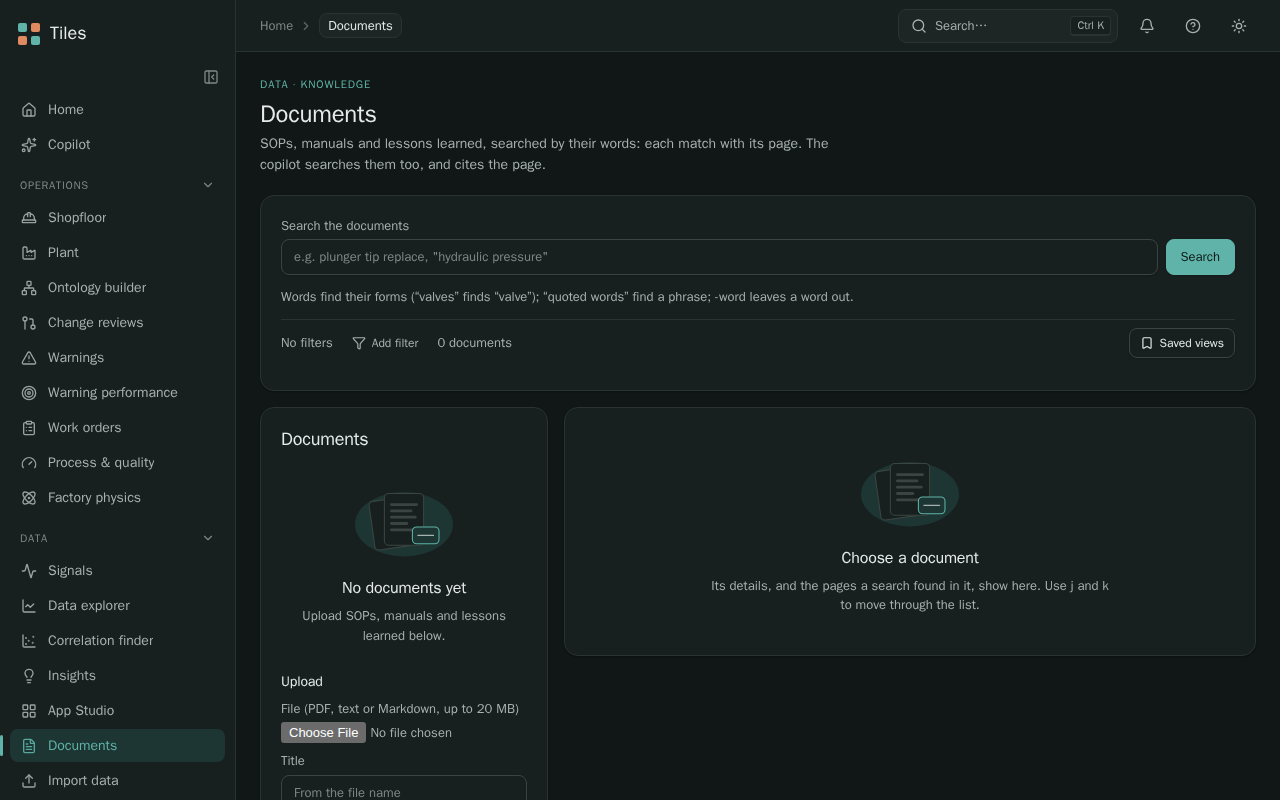 Tiles
Home
Copilot
OPERATIONS
Shopfloor
Plant
Ontology builder
Change reviews
Warnings
Warning performance
Work orders
Process & quality
Factory physics
DATA
Signals
Data explorer
Correlation finder
Insights
App Studio
Documents
Import data
Home
Documents
Search⋯
Ctrl K
DATA · KNOWLEDGE
Documents
SOPs, manuals and lessons learned, searched by their words: each match with its page. The
copilot searches them too, and cites the page.
Search the documents
e.g. plunger tip replace, "hydraulic pressure"
Search
Words find their forms (“valves” finds “valve”); “quoted words” find a phrase; -word leaves a word out.
No filters
Add filter
0 documents
Saved views
Documents
No documents yet
Upload SOPs, manuals and lessons
learned below.
Upload
File (PDF, text or Markdown, up to 20 MB)
Choose File No file chosen
Title
From the file name
Choose a document
Its details, and the pages a search found in it, show here. Use j and k
to move through the list.